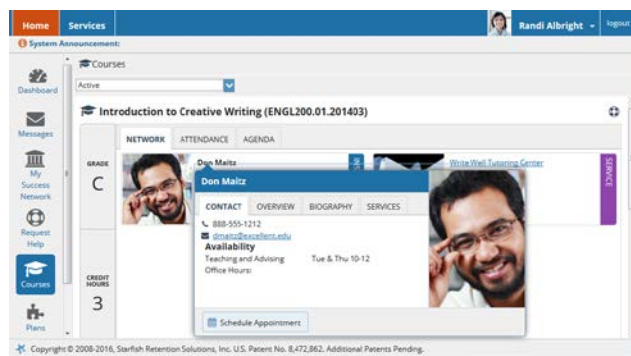 Home Services Randi Albright logout
System Announcement:
Courses
Active
Dashboard
Messages
My
Success
Network
Request
Help
Courses
Plans
Introduction to Creative Writing (ENGL200.01.201403)
NETWORK ATTENDANCE AGENDA
GRADE
C
CREDIT
HOURS
3
Don Maitz
Write Well Tutoring Center
SERVICE
Don Maitz
CONTACT OVERVIEW BIOGRAPHY SERVICES
888-555-1212
dmaitz@excellent.edu
Availability
Teaching and Advising Tue & Thu 10-12
Office Hours:
Schedule Appointment
Copyright © 2008-2016, Starfish Retention Solutions, Inc. U.S. Patent No. 8,472,862. Additional Patents Pending.